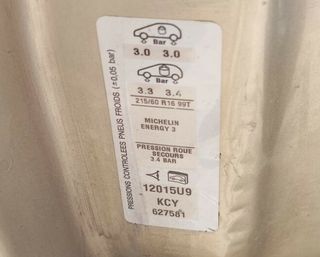 PRESSIONS CONTROLEES PNEUS FROIDS (±0,05 bar)
Bar
3.0 3.0
Bar
3.3 3.4
215/60 R16 99T
MICHELIN
ENERGY 3
PRESSION ROUE
SECOURS
3.4 BAR
12015U9
KCY
627581